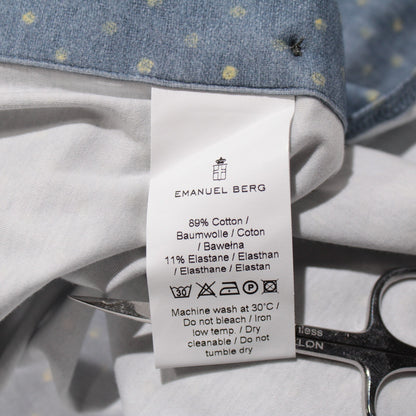 EMANUEL BERG
89% Cotton /
Baumwolle / Coton
/ Bawełna
11% Elastane / Elasthan
/ Elasthane / Elastan
30
P
Machine wash at 30°C /
Do not bleach / Iron
low temp. / Dry
cleanable / Do not
tumble dry